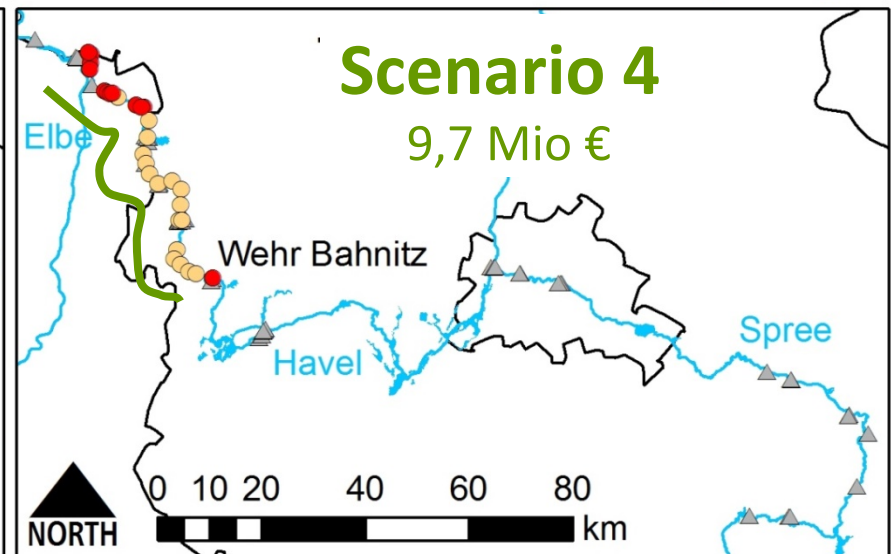 Scenario 4
9,7 Mio €
Elbe
Wehr Bahnitz
Spree
Havel
0 10 20 40 60 80
km
NORTH